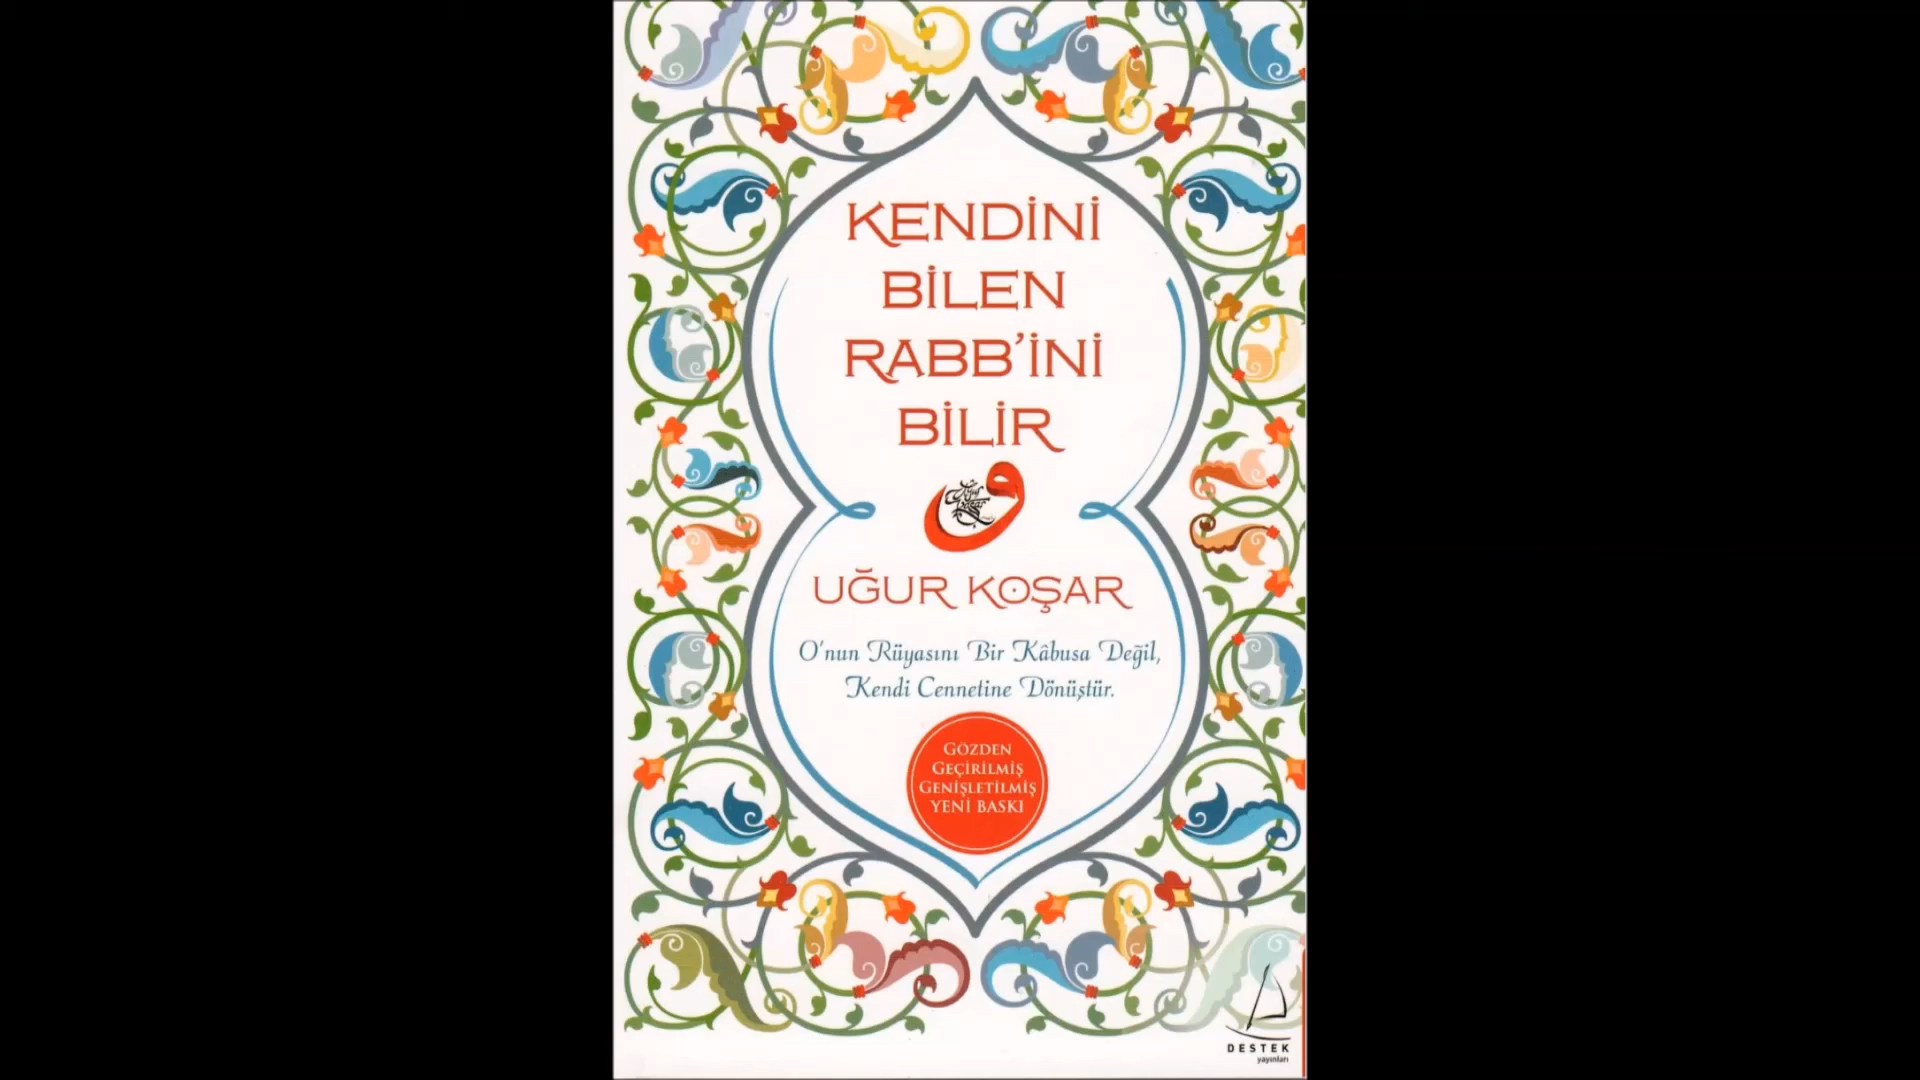 KENDİNİ
BİLEN
RABB'İNİ
BİLİR
UĞUR KOŞAR
O'nun Rüyasını Bir Kâbusa Değil,
Kendi Cennetine Dönüştür.
GÖZDEN
GEÇİRİLMİŞ
GENİŞLETİLMİŞ
YENİ BASKI
DESTEK
yayınları